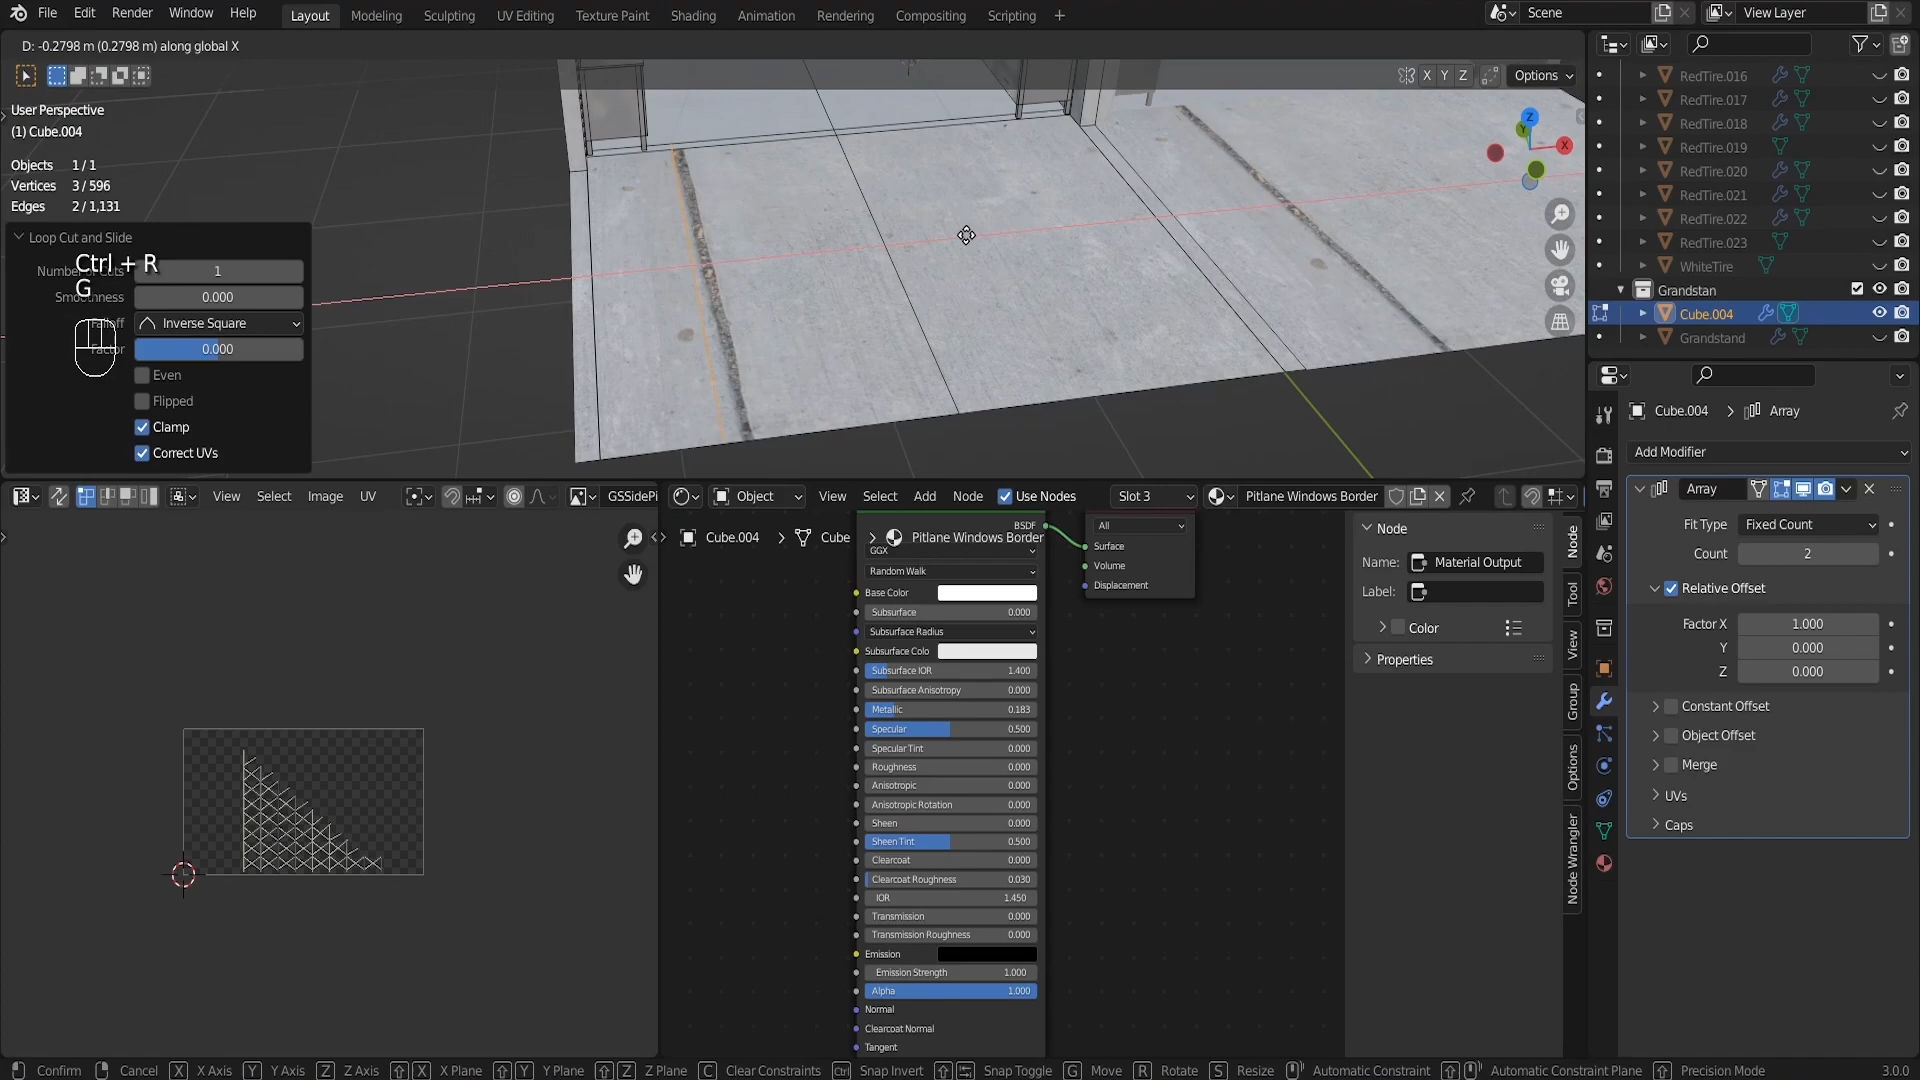 File Edit Render Window Help Layout Modeling Sculpting UV Editing Texture Paint Shading Animation Rendering Compositing Scripting + Scene View Layer
D: -0.2798 m (0.2798 m) along global X
X Y Z Options
User Perspective
(1) Cube.004
Objects 1 / 1
Vertices 3 / 596
Edges 2 / 1,131
Loop Cut and Slide
Ctrl + R
1
G
Smoothness 0.000
Falloff Inverse Square
Factor 0.000
Even
Flipped
Clamp
Correct UVs
Z
Y
X
RedTire.016
RedTire.017
RedTire.018
RedTire.019
RedTire.020
RedTire.021
RedTire.022
RedTire.023
WhiteTire
Grandstan
Cube.004
Grandstand
Cube.004 > Array
Add Modifier
Array
Fit Type Fixed Count
Count 2
Relative Offset
Factor X 1.000
Y 0.000
Z 0.000
Constant Offset
Object Offset
Merge
UVs
Caps
View Select Image UV GSSidePi
Object View Select Add Node Use Nodes Slot 3 Pitlane Windows Border
Cube.004 > Cube > Pitlane Windows Border
BSDF
GGX
Random Walk
Base Color
Subsurface 0.000
Subsurface Radius
Subsurface Colo
Subsurface IOR 1.400
Subsurface Anisotropy 0.000
Metallic 0.183
Specular 0.500
Specular Tint 0.000
Roughness 0.000
Anisotropic 0.000
Anisotropic Rotation 0.000
Sheen 0.000
Sheen Tint 0.500
Clearcoat 0.000
Clearcoat Roughness 0.030
IOR 1.450
Transmission 0.000
Transmission Roughness 0.000
Emission
Emission Strength 1.000
Alpha 1.000
Normal
Clearcoat Normal
Tangent
All
Surface
Volume
Displacement
Node
Name: Material Output
Label:
Color
Properties
Node
Tool
View
Group
Options
Node Wrangler
Confirm Cancel X X Axis Y Y Axis Z Z Axis X X Plane Y Y Plane Z Z Plane C Clear Constraints Ctrl Snap Invert Snap Toggle G Move R Rotate S Resize Automatic Constraint Automatic Constraint Plane Precision Mode 3.0.0